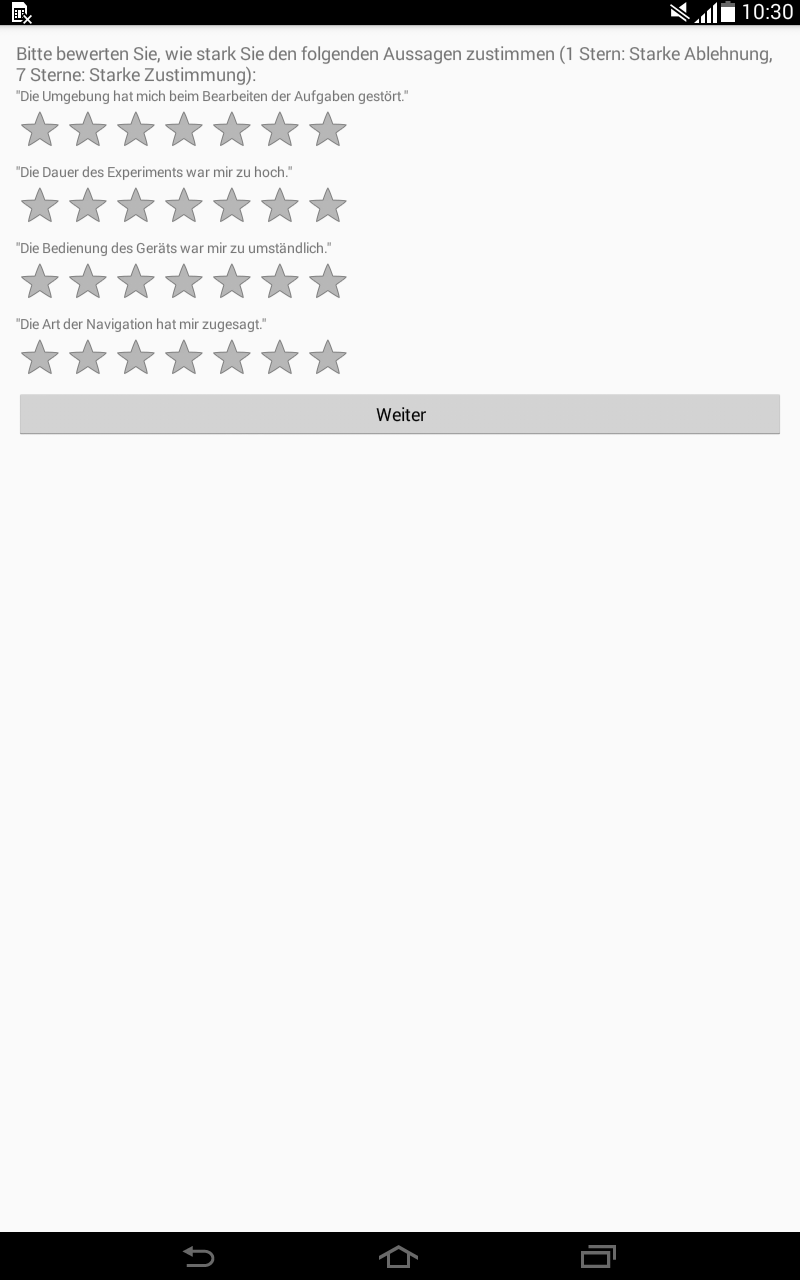 10:30
Bitte bewerten Sie, wie stark Sie den folgenden Aussagen zustimmen (1 Stern: Starke Ablehnung,
7 Sterne: Starke Zustimmung):
"Die Umgebung hat mich beim Bearbeiten der Aufgaben gestört."
"Die Dauer des Experiments war mir zu hoch."
"Die Bedienung des Geräts war mir zu umständlich."
"Die Art der Navigation hat mir zugesagt."
Weiter